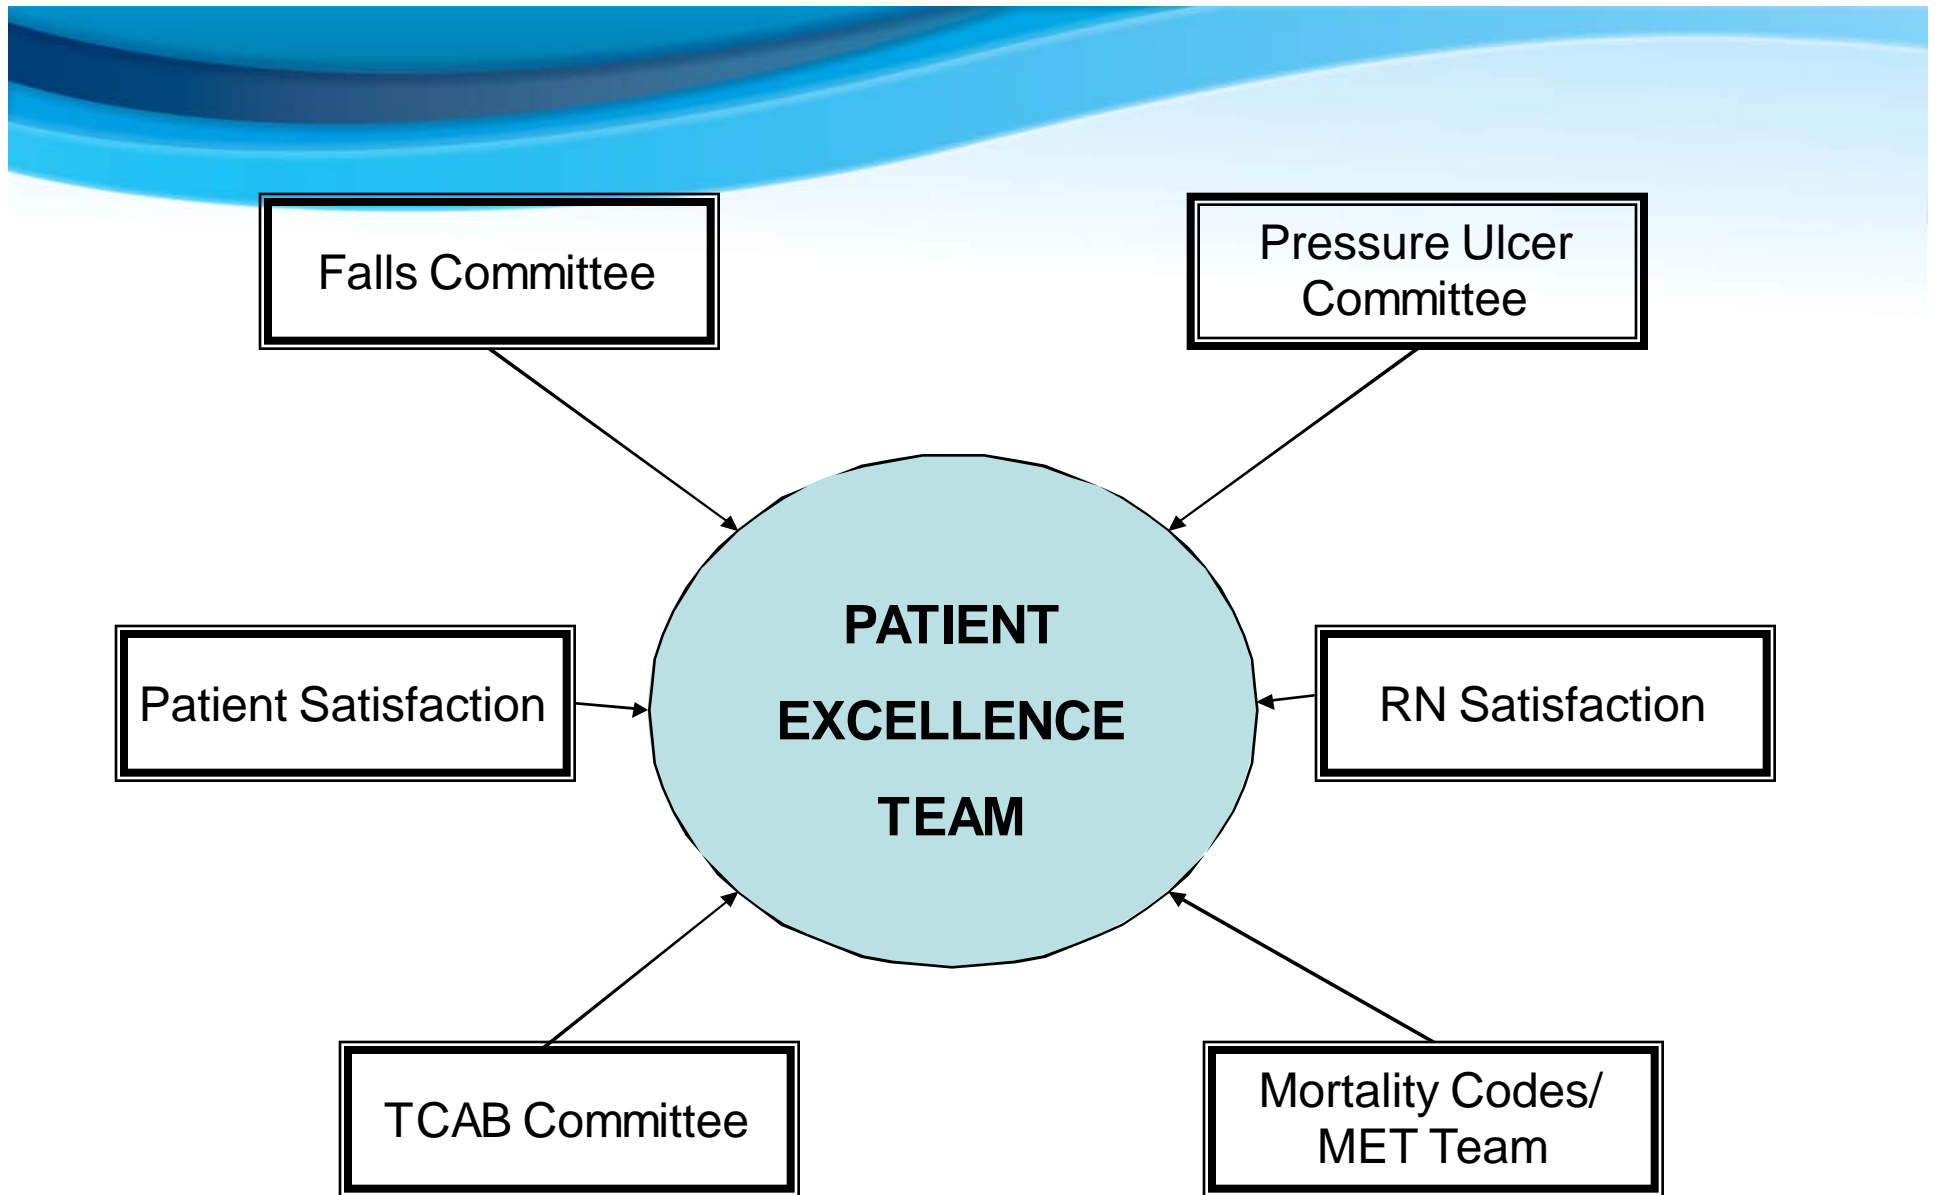 Falls Committee
Pressure Ulcer
Committee
PATIENT
EXCELLENCE
TEAM
Patient Satisfaction
RN Satisfaction
TCAB Committee
Mortality Codes/
MET Team